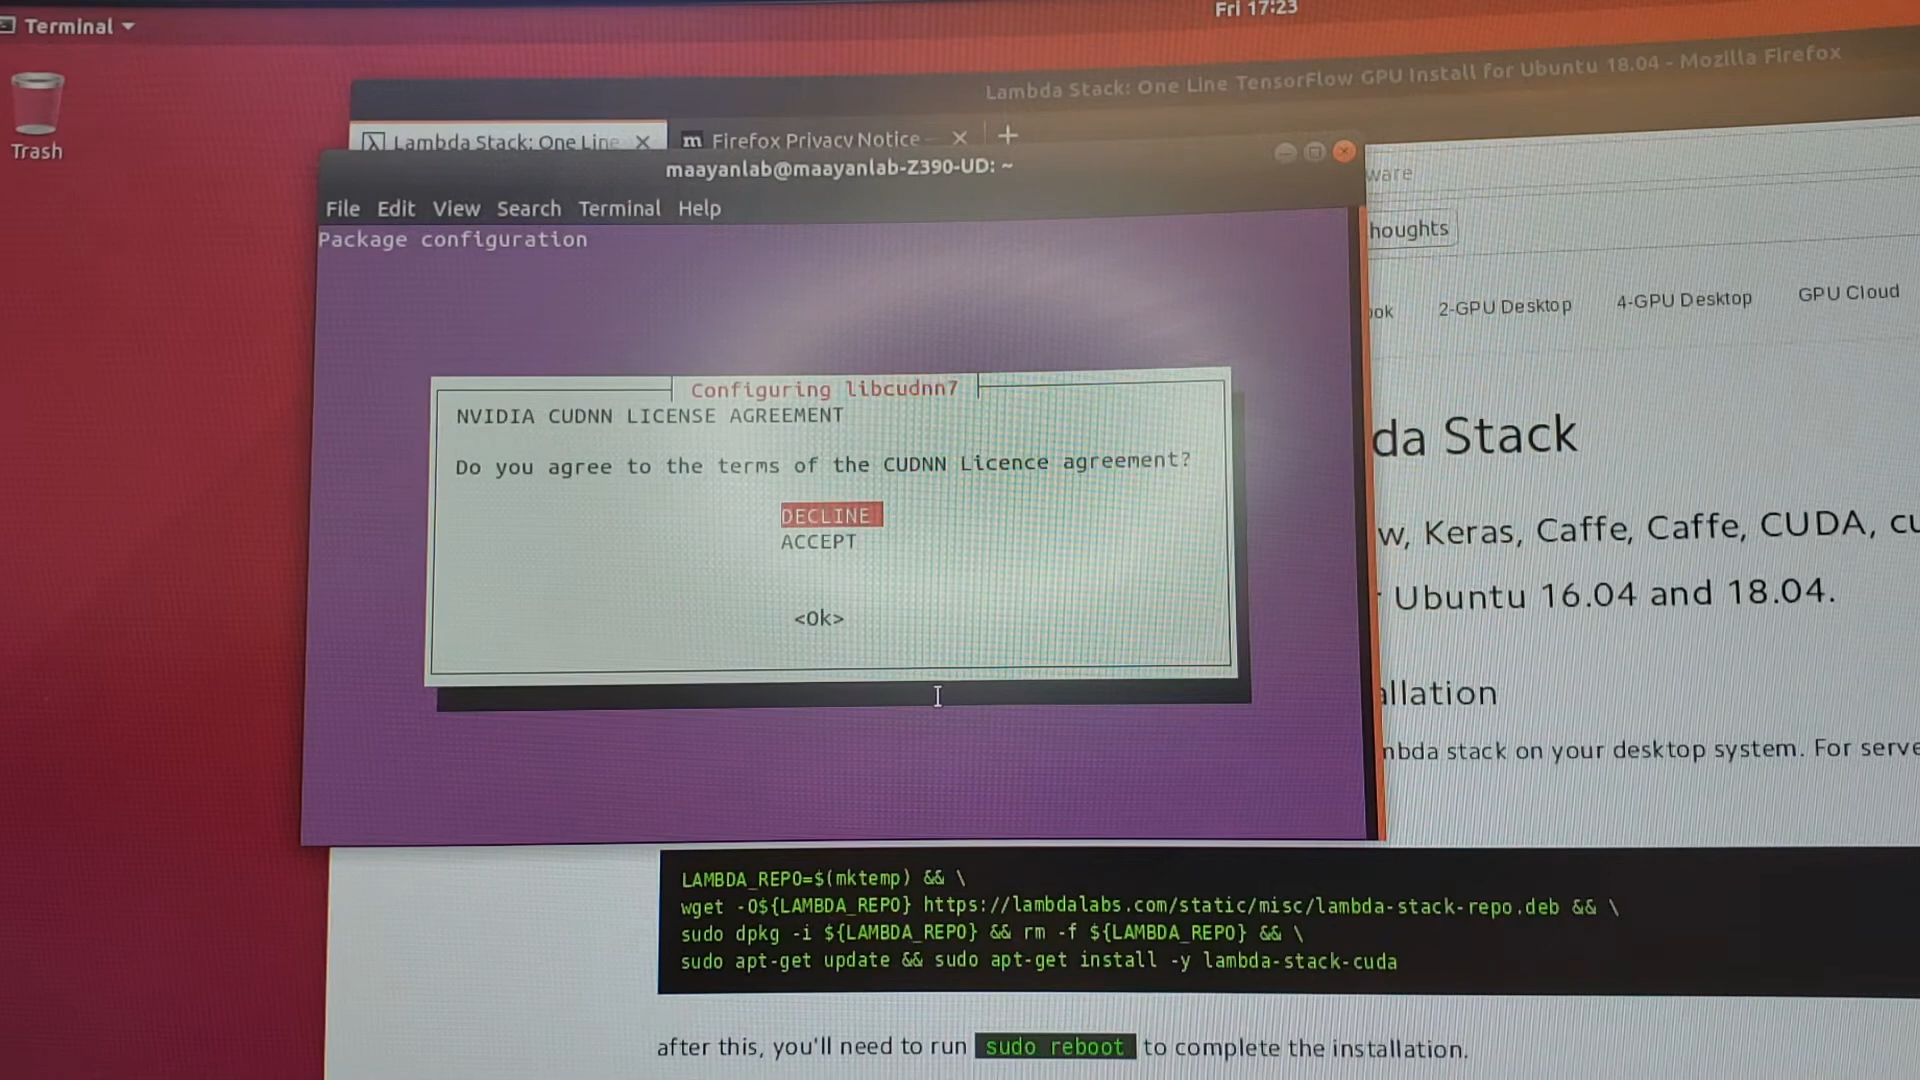 Terminal
Fri 17:23
Trash
Lambda Stack: One Line TensorFlow GPU Install for Ubuntu 18.04 - Mozilla Firefox
Lambda Stack: One Line
m Firefox Privacy Notice -
maayanlab@maayanlab-Z390-UD: ~
File Edit View Search Terminal Help
Package configuration
Configuring libcudnn7
NVIDIA CUDNN LICENSE AGREEMENT
Do you agree to the terms of the CUDNN Licence agreement?
DECLINE
ACCEPT
<Ok>
ware
houghts
ook 2-GPU Desktop 4-GPU Desktop GPU Cloud
da Stack
w, Keras, Caffe, Caffe, CUDA, cu
Ubuntu 16.04 and 18.04.
allation
mbda stack on your desktop system. For serve
LAMBDA_REPO=$(mktemp) && \
wget -O${LAMBDA_REPO} https://lambdalabs.com/static/misc/lambda-stack-repo.deb && \
sudo dpkg -i ${LAMBDA_REPO} && rm -f ${LAMBDA_REPO} && \
sudo apt-get update && sudo apt-get install -y lambda-stack-cuda
after this, you'll need to run sudo reboot to complete the installation.